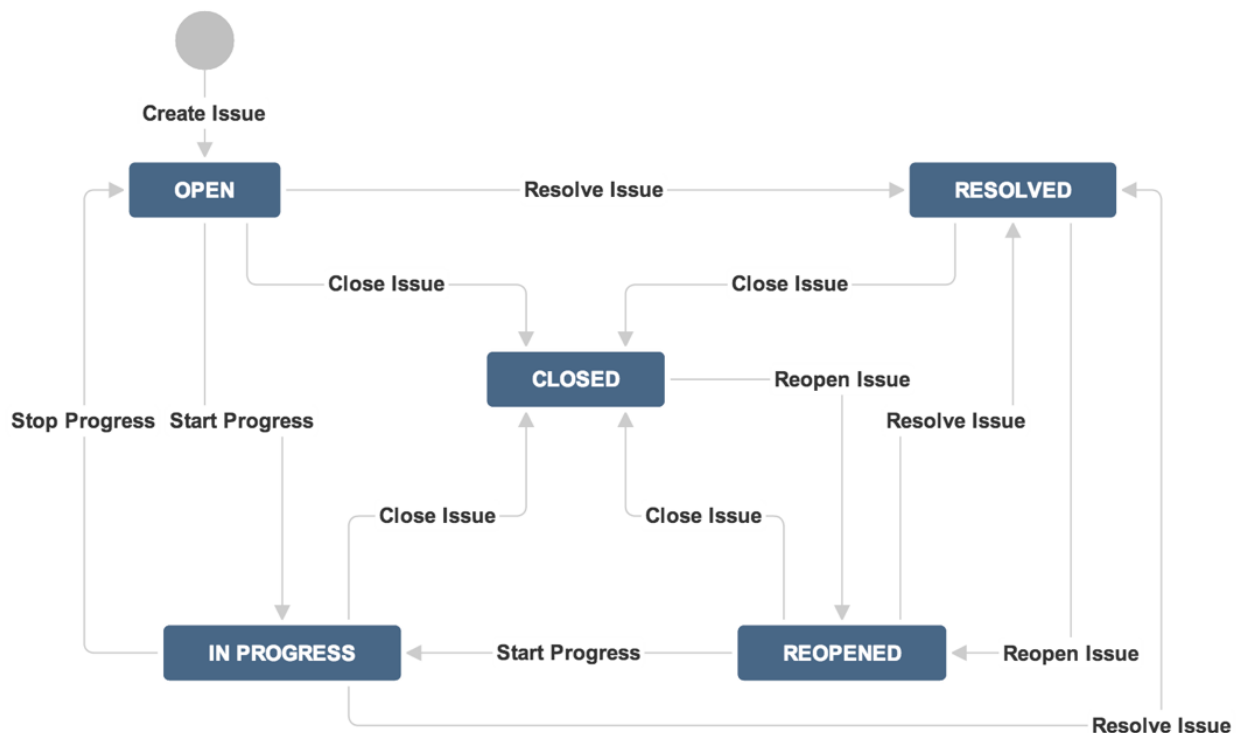 Create Issue
OPEN
Resolve Issue
RESOLVED
Close Issue
Close Issue
CLOSED
Reopen Issue
Stop Progress
Start Progress
Resolve Issue
Close Issue
Close Issue
IN PROGRESS
Start Progress
REOPENED
Reopen Issue
Resolve Issue